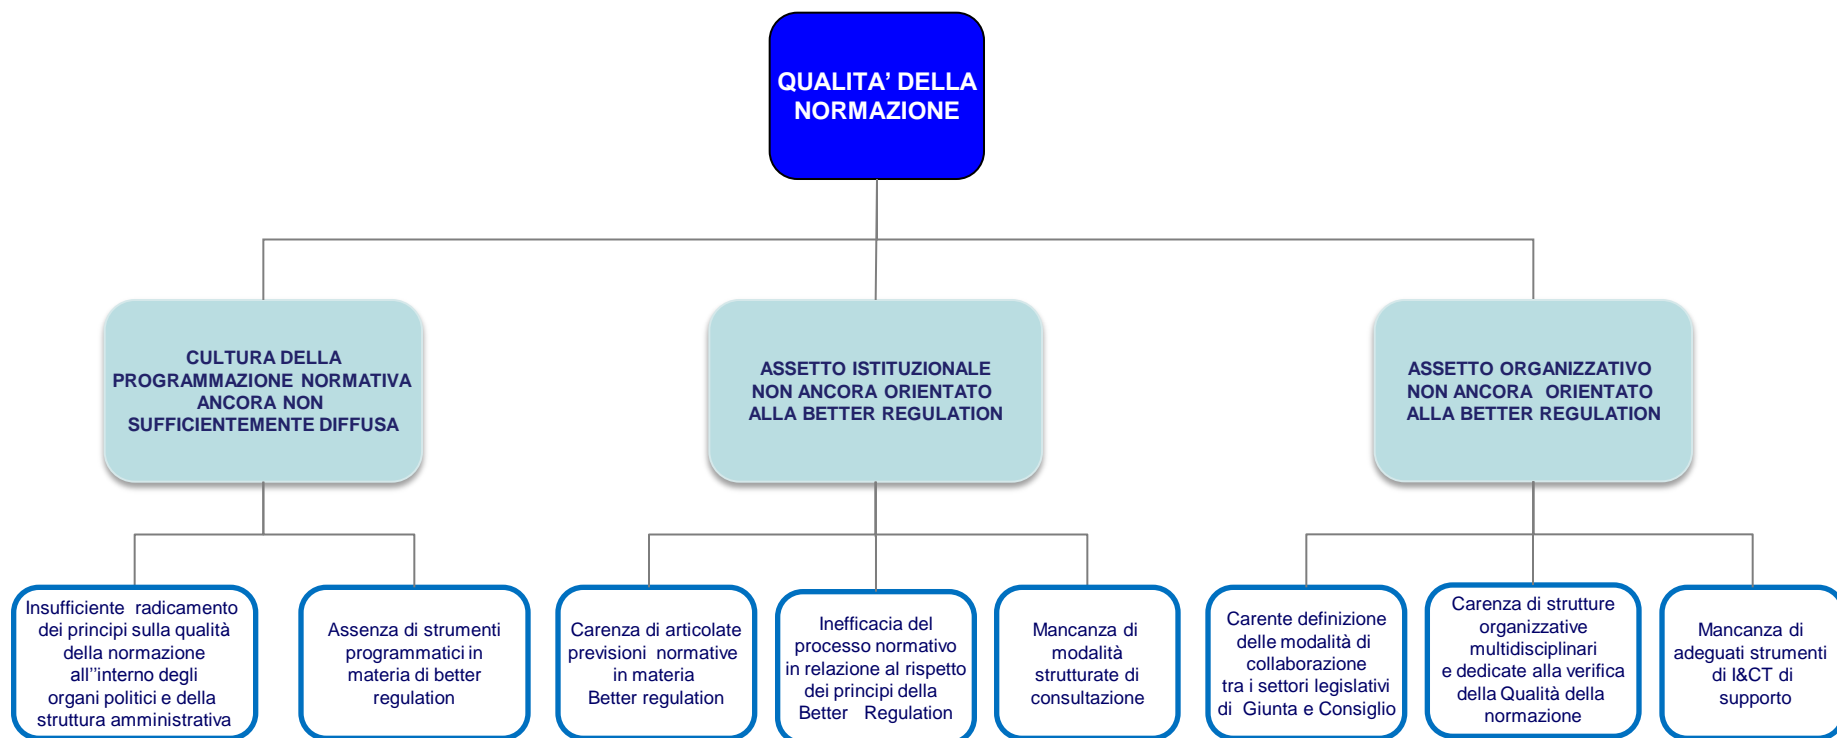 QUALITA’ DELLA
NORMAZIONE
CULTURA DELLA
PROGRAMMAZIONE NORMATIVA
ANCORA NON
SUFFICIENTEMENTE DIFFUSA
ASSETTO ISTITUZIONALE
NON ANCORA ORIENTATO
ALLA BETTER REGULATION
ASSETTO ORGANIZZATIVO
NON ANCORA ORIENTATO
ALLA BETTER REGULATION
Insufficiente radicamento
dei principi sulla qualità
della normazione
all’’interno degli
organi politici e della
struttura amministrativa
Assenza di strumenti
programmatici in
materia di better
regulation
Carenza di articolate
previsioni normative
in materia
Better regulation
Inefficacia del
processo normativo
in relazione al rispetto
dei principi della
Better Regulation
Mancanza di
modalità
strutturate di
consultazione
Carente definizione
delle modalità di
collaborazione
tra i settori legislativi
di Giunta e Consiglio
Carenza di strutture
organizzative
multidisciplinari
e dedicate alla verifica
della Qualità della
normazione
Mancanza di
adeguati strumenti
di I&CT di
supporto